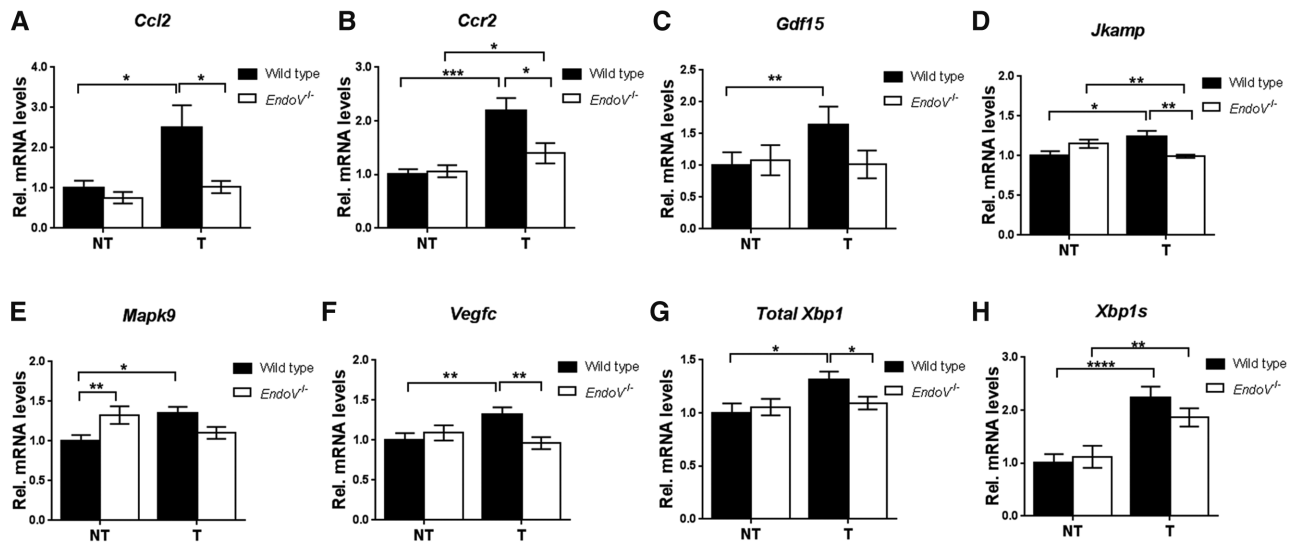 A
Ccl2
Rel. mRNA levels
4.0
3.0
2.0
1.0
0.0
*
*
NT
T
Wild type
EndoV-/-
B
Ccr2
Rel. mRNA levels
3.0
2.0
1.0
0.0
*
***
*
NT
T
Wild type
EndoV-/-
C
Gdf15
Rel. mRNA levels
2.5
2.0
1.5
1.0
0.5
0.0
**
NT
T
Wild type
EndoV-/-
D
Jkamp
Rel. mRNA levels
2.0
1.5
1.0
0.5
0.0
**
*
**
NT
T
Wild type
EndoV-/-
E
Mapk9
Rel. mRNA levels
2.0
1.5
1.0
0.5
0.0
*
**
NT
T
Wild type
EndoV-/-
F
Vegfc
Rel. mRNA levels
2.0
1.5
1.0
0.5
0.0
**
**
NT
T
Wild type
EndoV-/-
G
Total Xbp1
Rel. mRNA levels
1.5
1.0
0.5
0.0
*
*
NT
T
Wild type
EndoV-/-
H
Xbp1s
Rel. mRNA levels
3.0
2.0
1.0
0.0
**
****
NT
T
Wild type
EndoV-/-